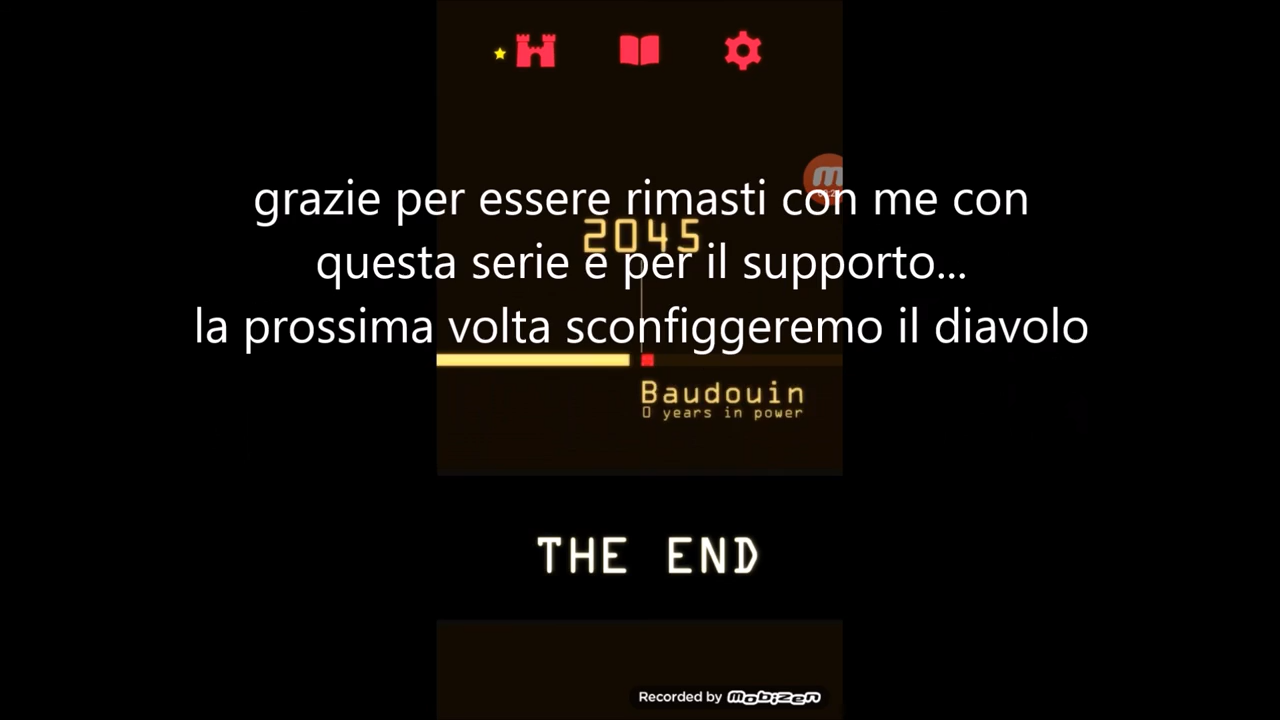 grazie per essere rimasti con me con
2045
questa serie e per il supporto...
la prossima volta sconfiggeremo il diavolo
Baudouin
0 years in power
THE END
Recorded by mobizen